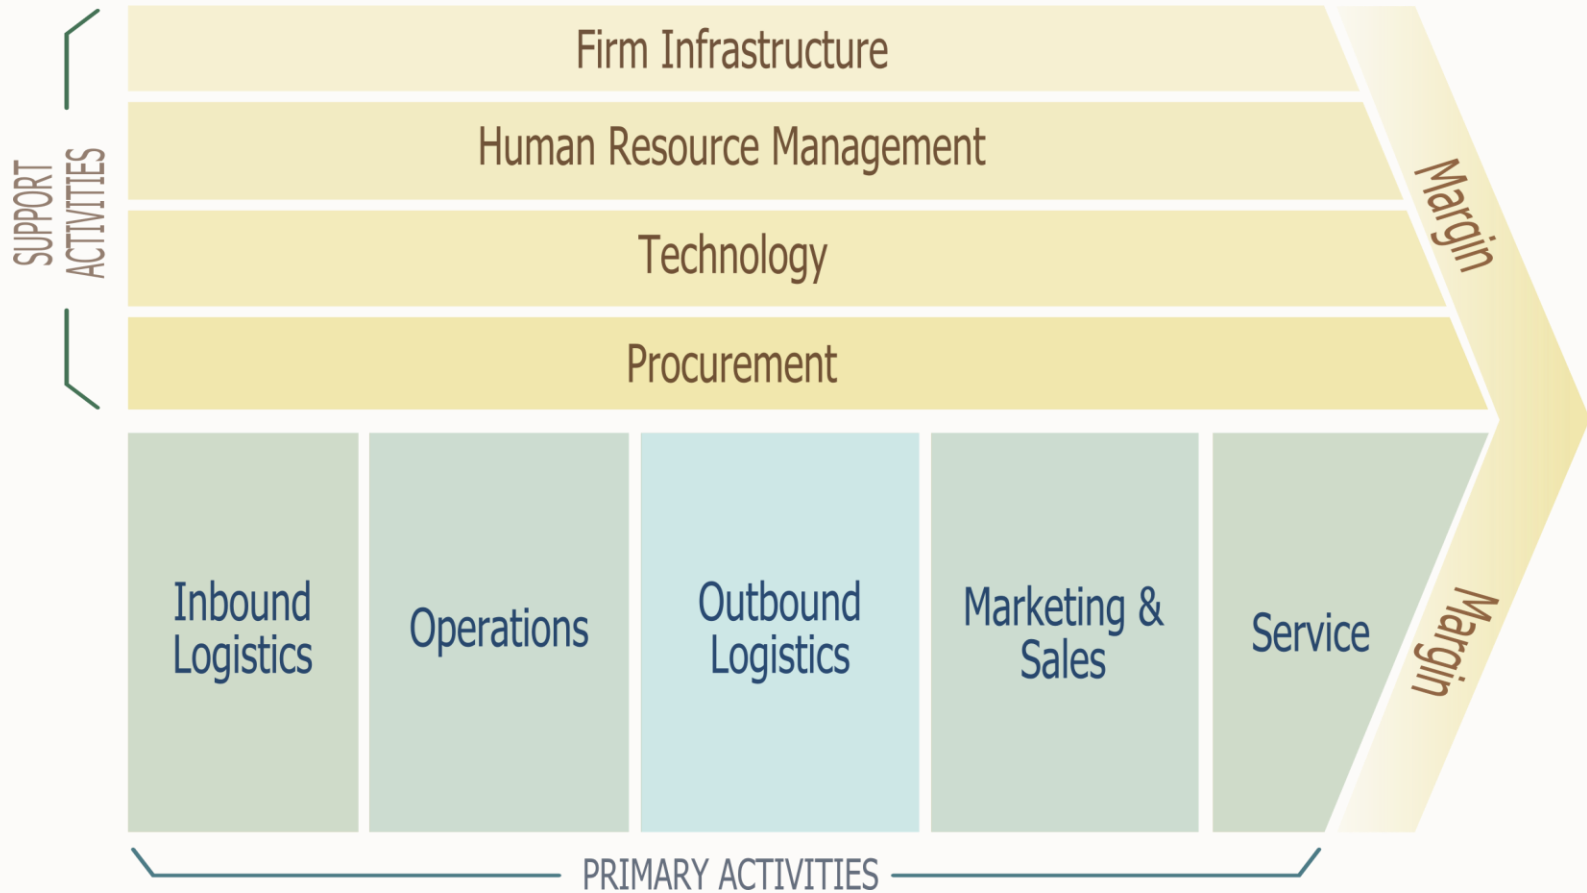 Firm Infrastructure
Human Resource Management
Technology
Procurement
SUPPORT
ACTIVITIES
Margin
Inbound
Logistics
Operations
Outbound
Logistics
Marketing &
Sales
Service
Margin
PRIMARY ACTIVITIES